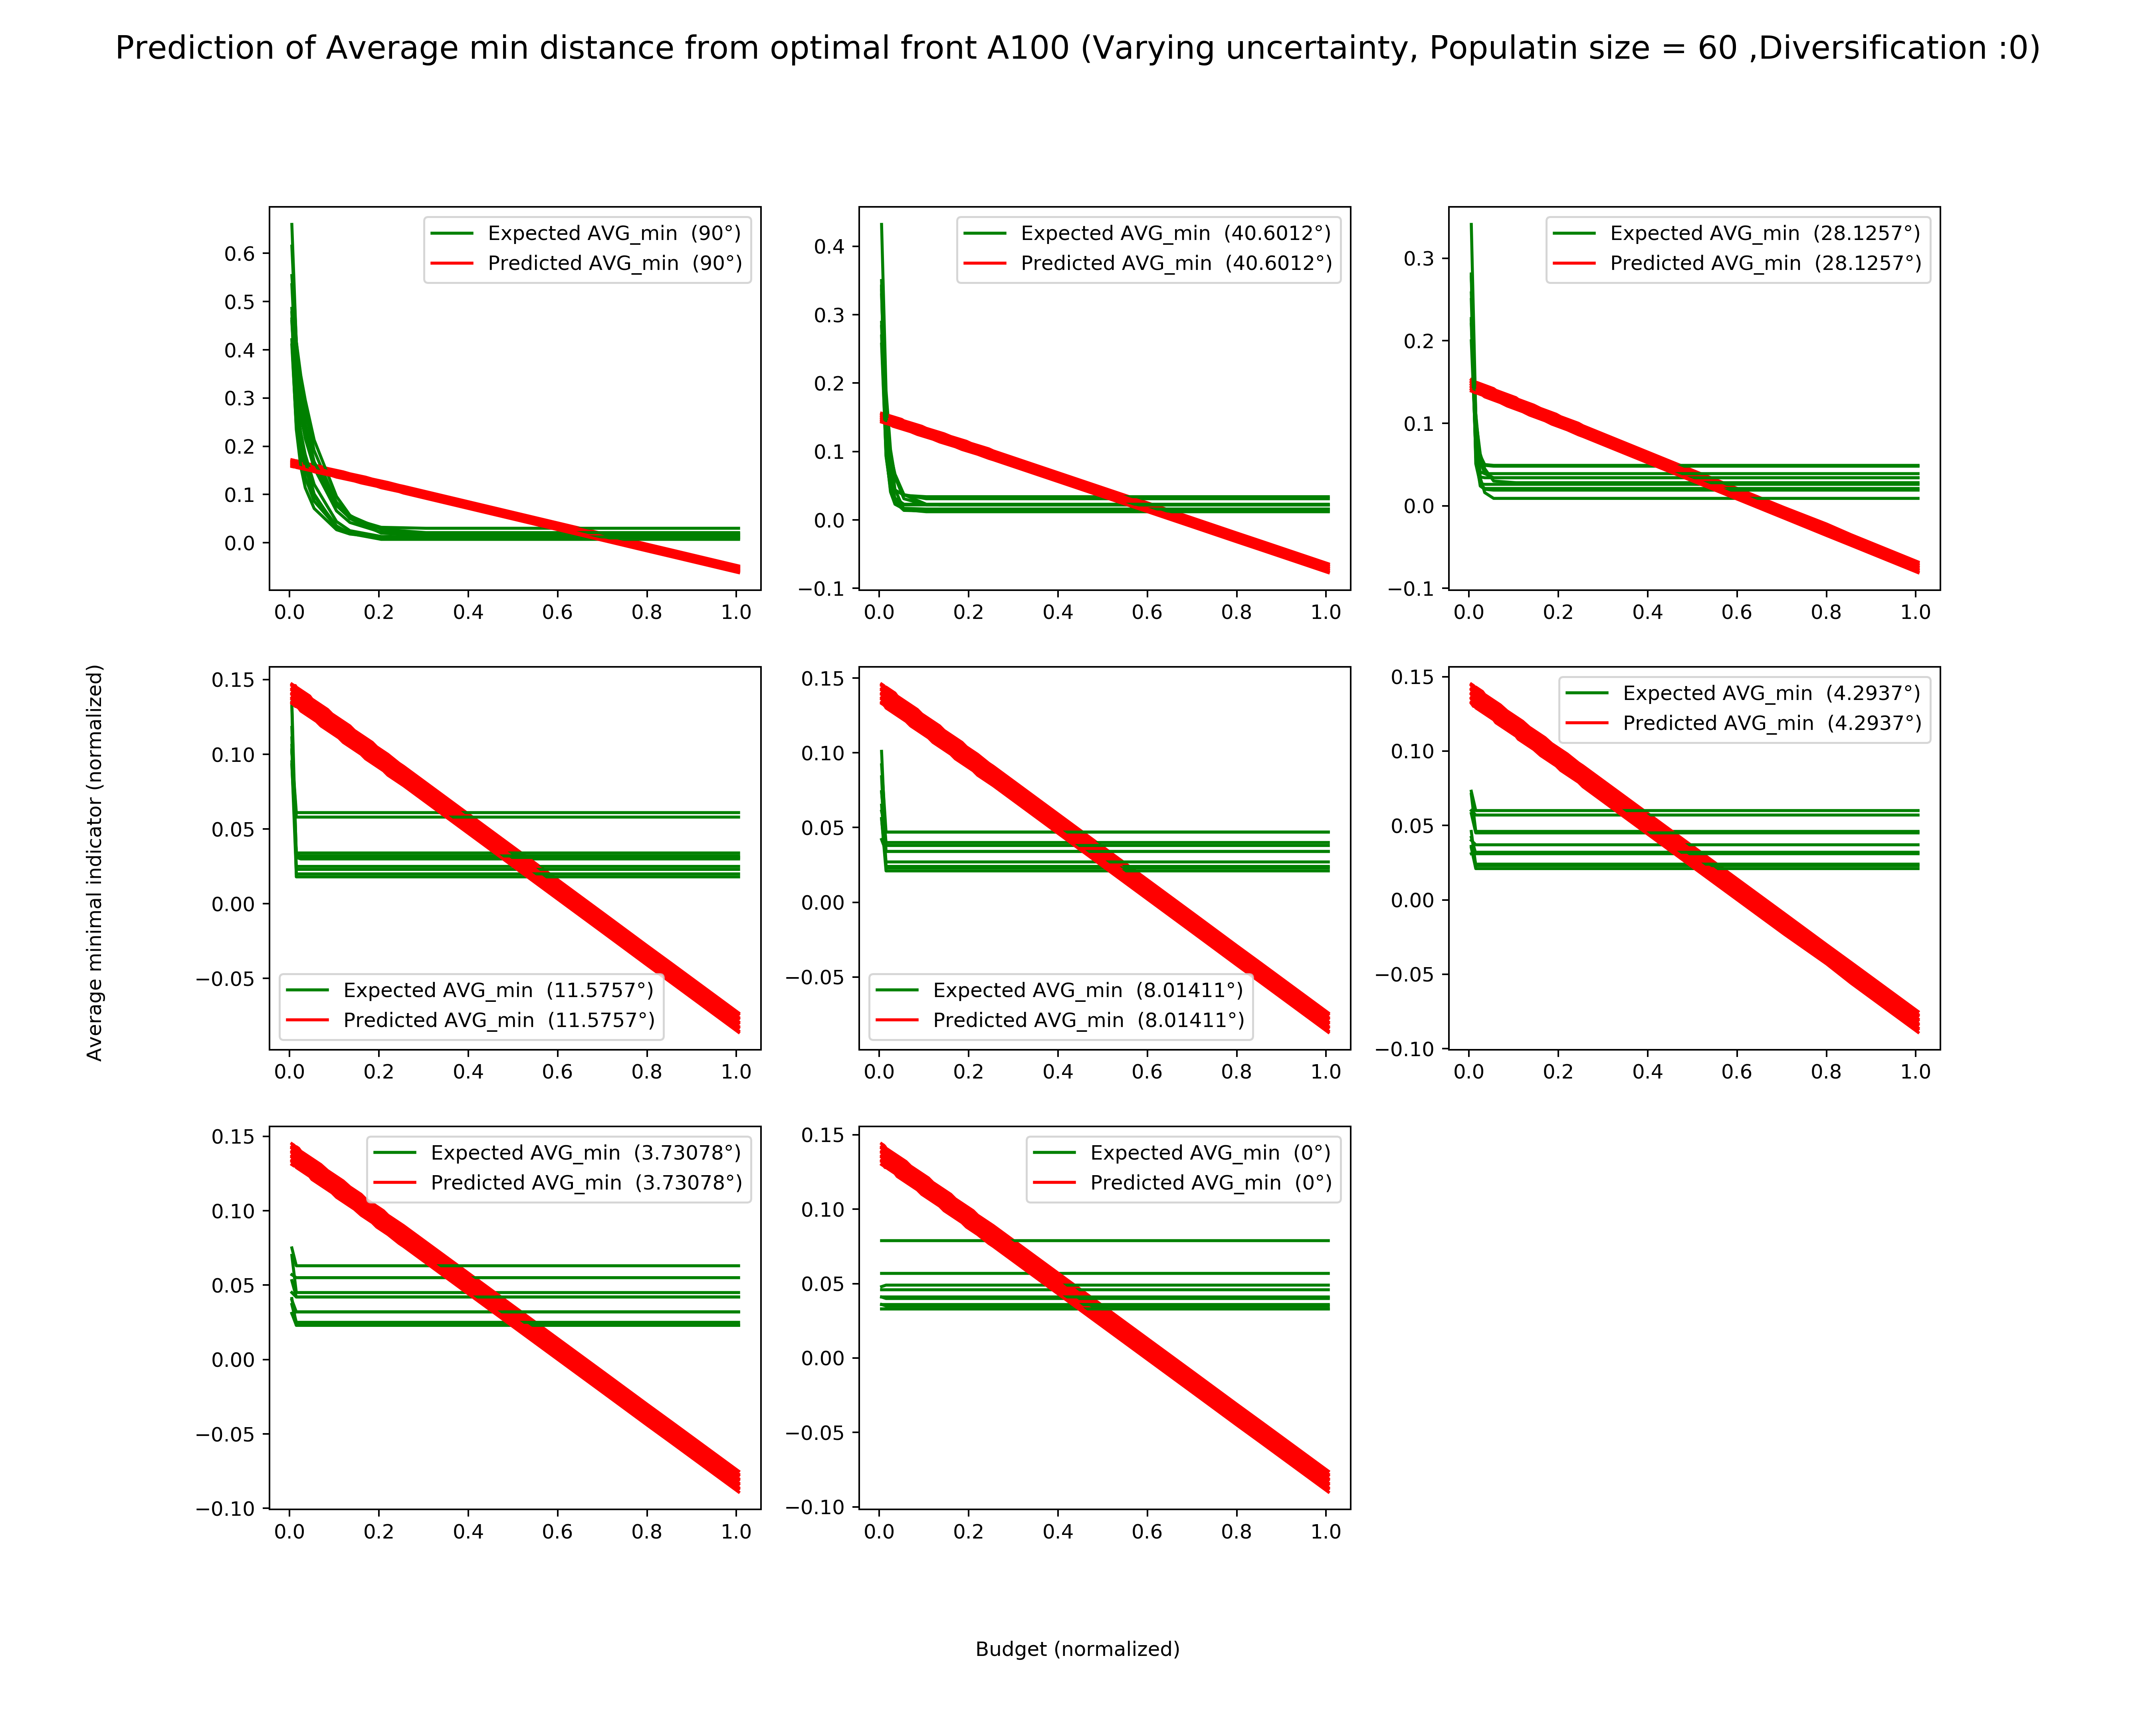 Prediction of Average min distance from optimal front A100 (Varying uncertainty, Populatin size = 60 ,Diversification :0)
Expected AVG_min (90°)
Predicted AVG_min (90°)
0.6
0.5
0.4
0.3
0.2
0.1
0.0
0.0 0.2 0.4 0.6 0.8 1.0
Expected AVG_min (40.6012°)
Predicted AVG_min (40.6012°)
0.4
0.3
0.2
0.1
0.0
−0.1
0.0 0.2 0.4 0.6 0.8 1.0
Expected AVG_min (28.1257°)
Predicted AVG_min (28.1257°)
0.3
0.2
0.1
0.0
−0.1
0.0 0.2 0.4 0.6 0.8 1.0
Average minimal indicator (normalized)
0.15
0.10
0.05
0.00
−0.05
Expected AVG_min (11.5757°)
Predicted AVG_min (11.5757°)
0.0 0.2 0.4 0.6 0.8 1.0
0.15
0.10
0.05
0.00
−0.05
Expected AVG_min (8.01411°)
Predicted AVG_min (8.01411°)
0.0 0.2 0.4 0.6 0.8 1.0
Expected AVG_min (4.2937°)
Predicted AVG_min (4.2937°)
0.15
0.10
0.05
0.00
−0.05
−0.10
0.0 0.2 0.4 0.6 0.8 1.0
Expected AVG_min (3.73078°)
Predicted AVG_min (3.73078°)
0.15
0.10
0.05
0.00
−0.05
−0.10
0.0 0.2 0.4 0.6 0.8 1.0
Expected AVG_min (0°)
Predicted AVG_min (0°)
0.15
0.10
0.05
0.00
−0.05
−0.10
0.0 0.2 0.4 0.6 0.8 1.0
Budget (normalized)